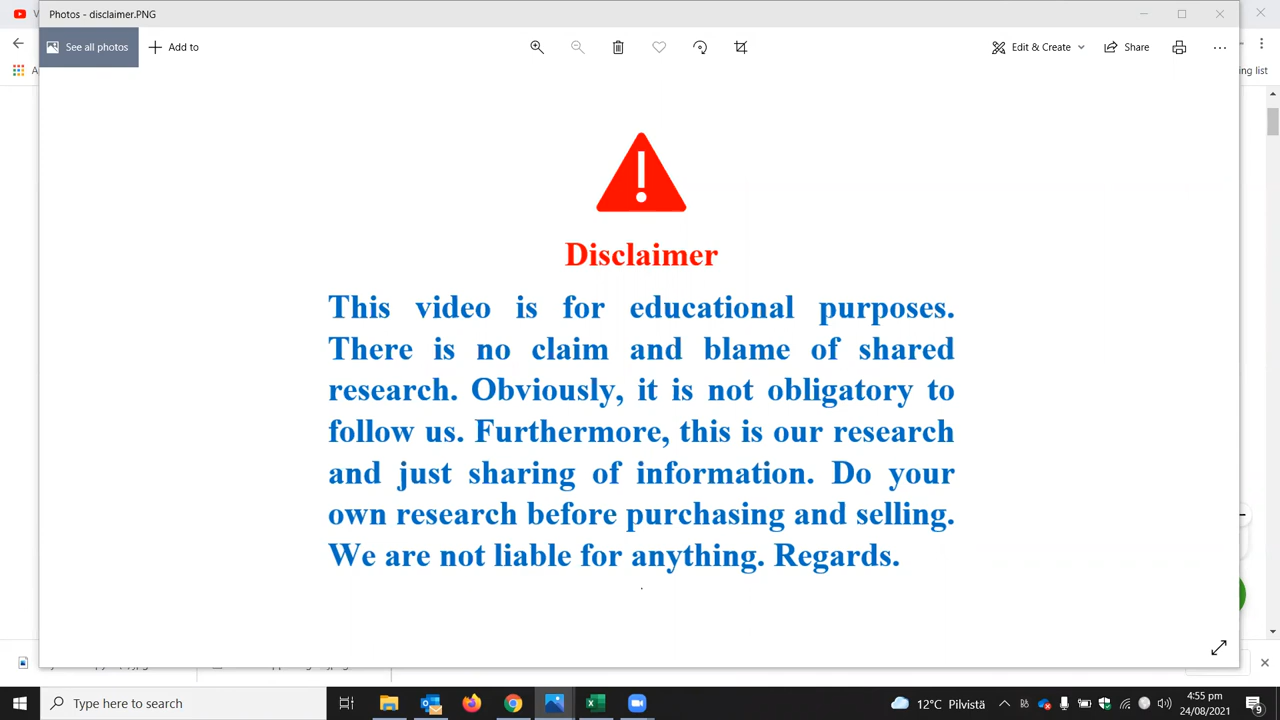 Photos - disclaimer.PNG
See all photos
Add to
Edit & Create
Share
Disclaimer
This video is for educational purposes.
There is no claim and blame of shared
research. Obviously, it is not obligatory to
follow us. Furthermore, this is our research
and just sharing of information. Do your
own research before purchasing and selling.
We are not liable for anything. Regards.
Type here to search
12°C Pilvistä
4:55 pm
24/08/2021
9